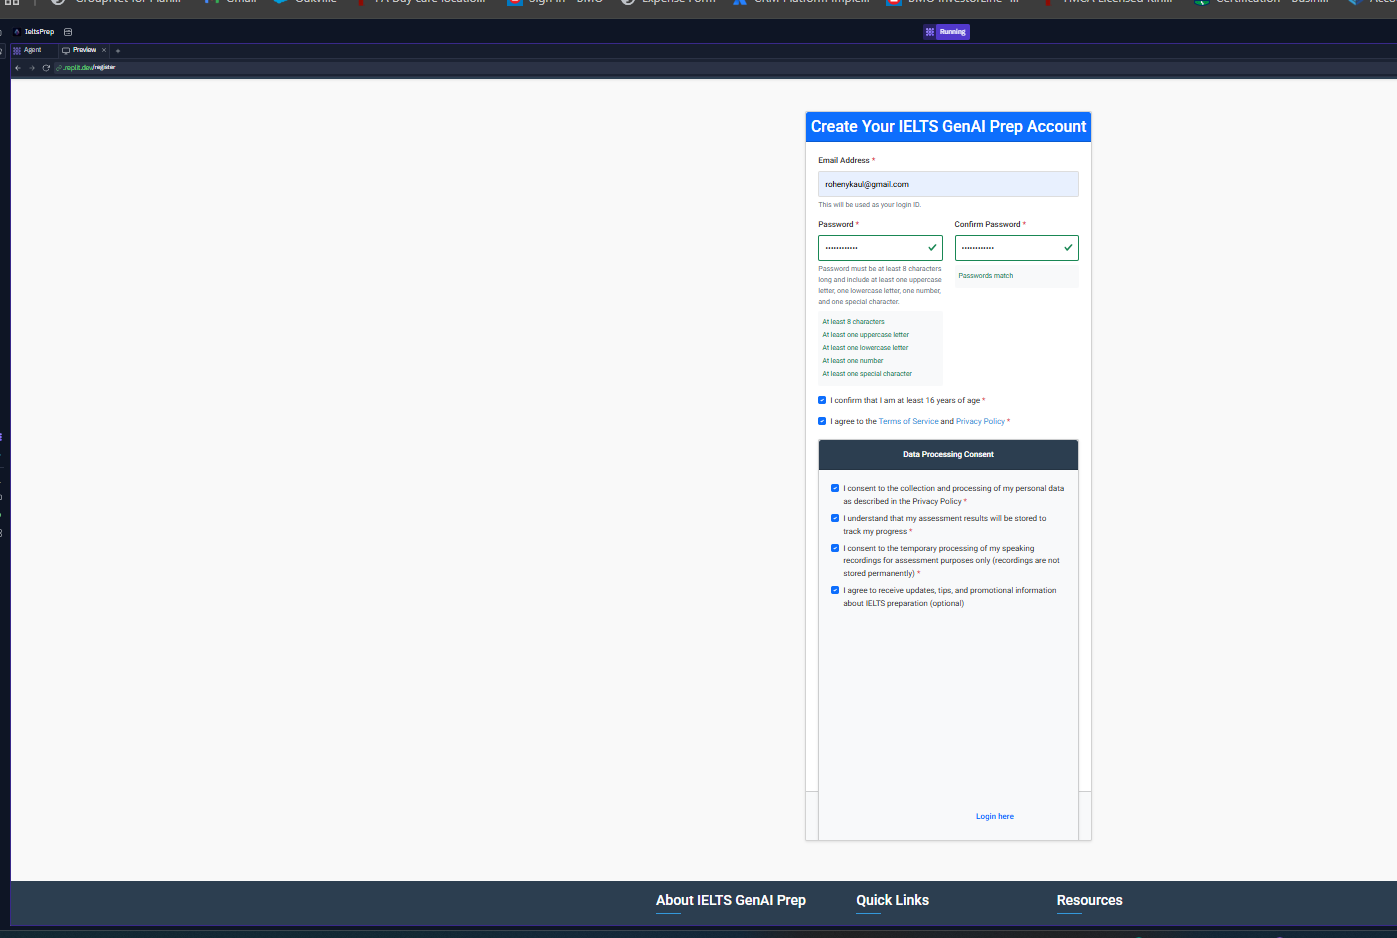 Gmail
Oakville
Expense Form
IeltsPrep
Running
Agent
Preview
.replit.dev/register
Create Your IELTS GenAI Prep Account
Email Address *
rohenykaul@gmail.com
This will be used as your login ID.
Password *
Confirm Password *
Password must be at least 8 characters
long and include at least one uppercase
letter, one lowercase letter, one number,
and one special character.
Passwords match
At least 8 characters
At least one uppercase letter
At least one lowercase letter
At least one number
At least one special character
I confirm that I am at least 16 years of age *
I agree to the Terms of Service and Privacy Policy *
Data Processing Consent
I consent to the collection and processing of my personal data
as described in the Privacy Policy *
I understand that my assessment results will be stored to
track my progress *
I consent to the temporary processing of my speaking
recordings for assessment purposes only (recordings are not
stored permanently) *
I agree to receive updates, tips, and promotional information
about IELTS preparation (optional)
Login here
About IELTS GenAI Prep
Quick Links
Resources